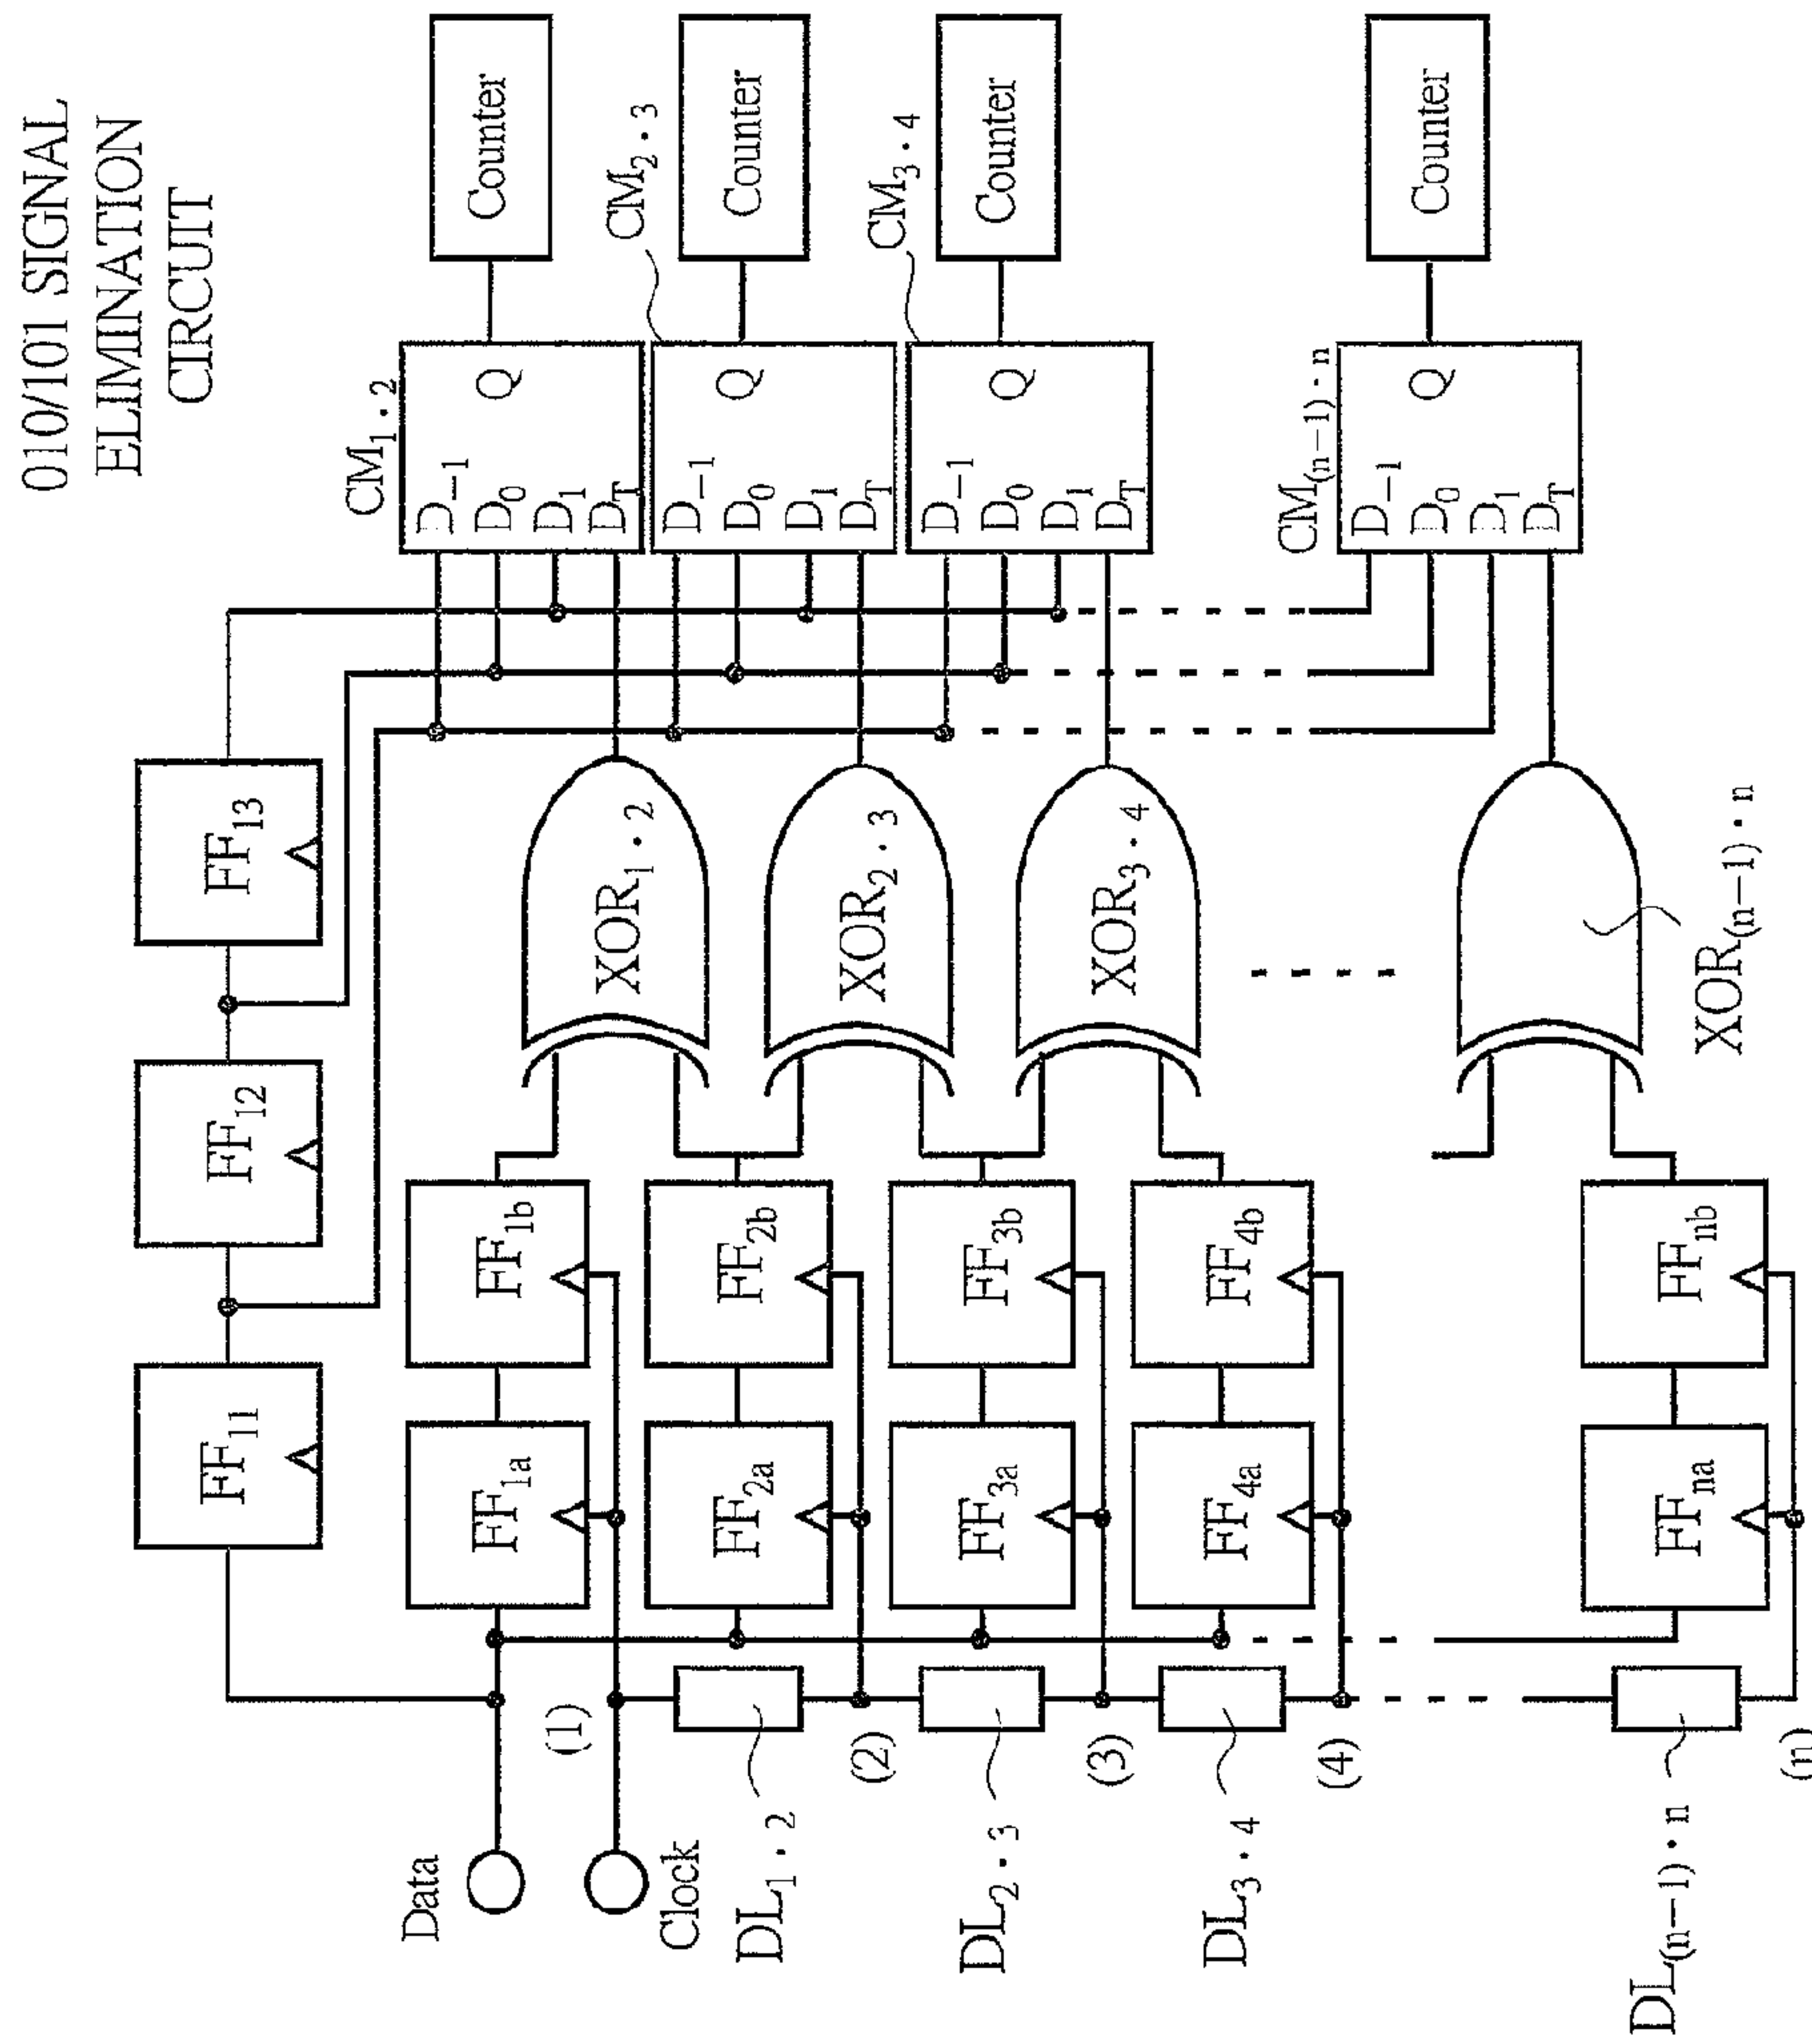 010/101 SIGNAL
ELIMINATION
CIRCUIT
FF11
FF12
FF13
Data
Clock
(1)
(2)
(3)
(4)
(n)
DL1・2
DL2・3
DL3・4
DL(n−1)・n
FF1a
FF1b
FF2a
FF2b
FF3a
FF3b
FF4a
FF4b
FFna
FFnb
XOR1・2
XOR2・3
XOR3・4
XOR(n−1)・n
CM1・2
D−1
D0
D1
DT
Q
Counter
CM2・3
D−1
D0
D1
DT
Q
Counter
CM3・4
D−1
D0
D1
DT
Q
Counter
CM(n−1)・n
D−1
D0
D1
DT
Q
Counter